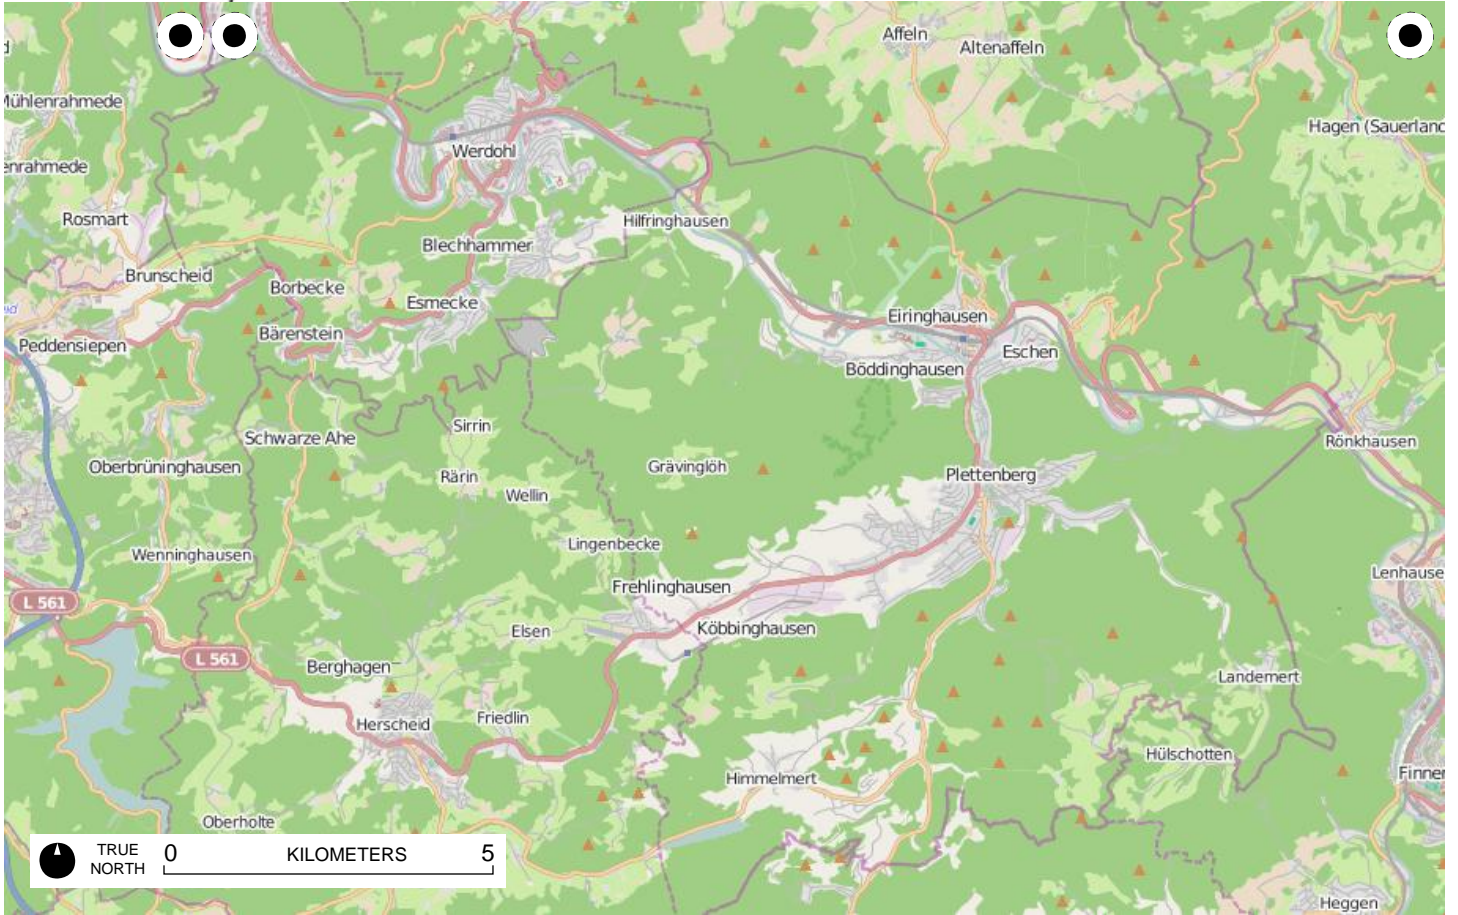 Affeln
Altenaffeln
Mühlenrahmede
Hagen (Sauerland
Werdohl
enrahmede
Rosmart
Hilfringhausen
Blechhammer
Brunscheid
Borbecke
Esmecke
Eiringhausen
Bärenstein
Peddensiepen
Eschen
Böddinghausen
Sirrin
Schwarze Ahe
Rönkhausen
Oberbrüninghausen
Grävinglöh
Rärin
Plettenberg
Wellin
Lingenbecke
Wenninghausen
Lenhause
Frehlinghausen
L 561
Elsen
Köbbinghausen
L 561
Berghagen
Landemert
Friedlin
Herscheid
Hülschotten
Finner
Himmelmert
Oberholte
TRUE
NORTH
0 KILOMETERS 5
Heggen